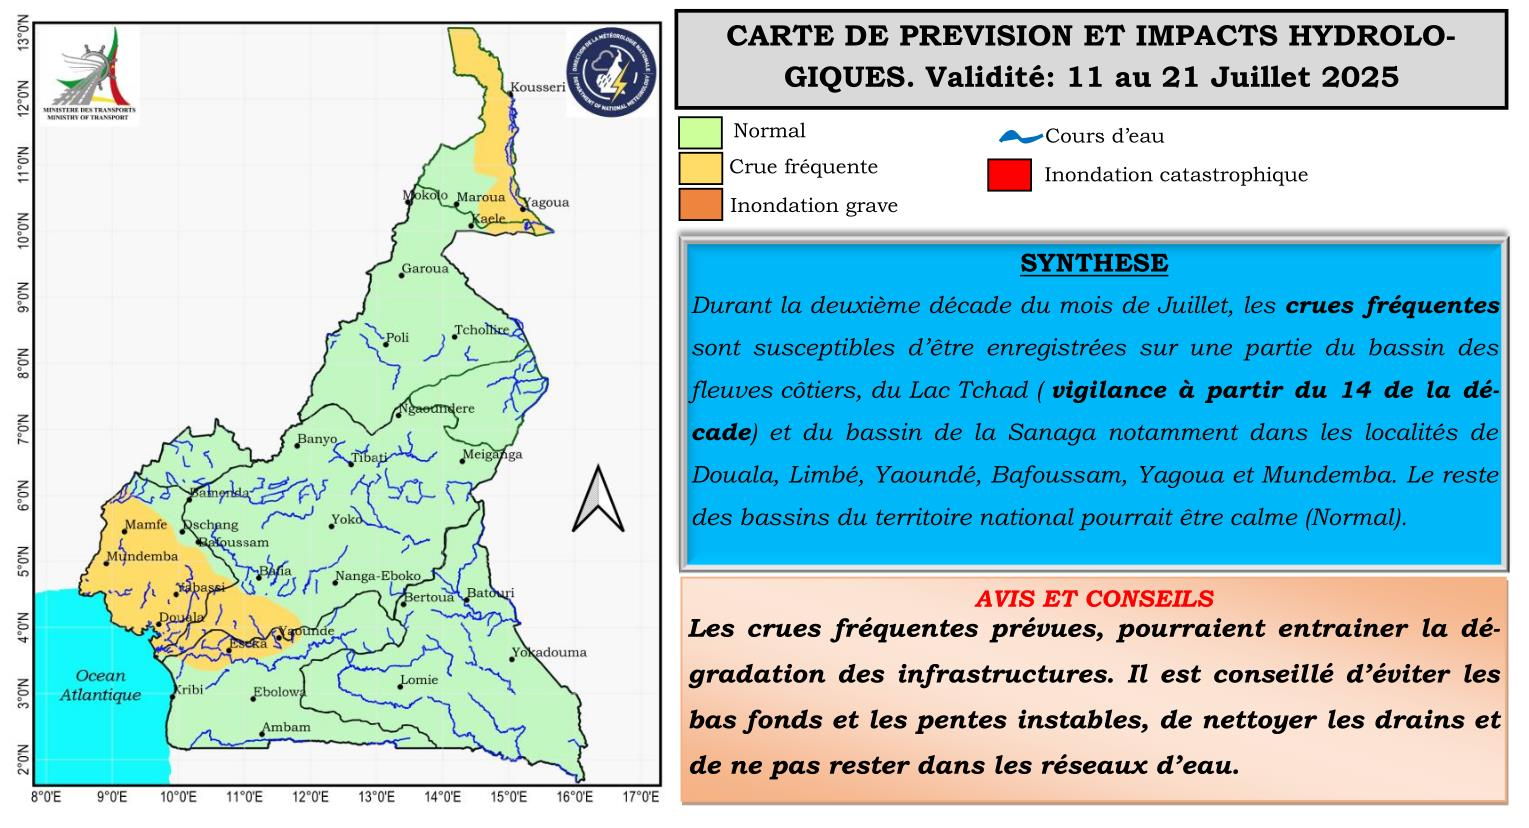 CARTE DE PREVISION ET IMPACTS HYDROLO-
GIQUES. Validité: 11 au 21 Juillet 2025
Normal
Crue fréquente
Inondation grave
Cours d'eau
Inondation catastrophique
SYNTHESE
Durant la deuxième décade du mois de Juillet, les crues fréquentes
sont susceptibles d'être enregistrées sur une partie du bassin des
fleuves côtiers, du Lac Tchad ( vigilance à partir du 14 de la dé-
cade) et du bassin de la Sanaga notamment dans les localités de
Douala, Limbé, Yaoundé, Bafoussam, Yagoua et Mundemba. Le reste
des bassins du territoire national pourrait être calme (Normal).
AVIS ET CONSEILS
Les crues fréquentes prévues, pourraient entrainer la dé-
gradation des infrastructures. Il est conseillé d'éviter les
bas fonds et les pentes instables, de nettoyer les drains et
de ne pas rester dans les réseaux d'eau.
MINISTERE DES TRANSPORTS
MINISTRY OF TRANSPORT
DIRECTION DE LA MÉTÉOROLOGIE NATIONALE
DEPARTMENT OF NATIONAL METEOROLOGY
13°0'N
12°0'N
11°0'N
10°0'N
9°0'N
8°0'N
7°0'N
6°0'N
5°0'N
4°0'N
3°0'N
2°0'N
Kousseri
Mokolo
Maroua
Yagoua
Kaele
Garoua
Poli
Tchollire
Ngaoundere
Banyo
Tibati
Meiganga
Bamenda
Mamfe
Dschang
Yoko
Bafoussam
Mundemba
Bafia
Nanga-Eboko
Yabassi
Bertoua
Batouri
Douala
Yaounde
Eseka
Yokadouma
Ocean
Atlantique
Kribi
Ebolowa
Lomie
Ambam
8°0'E
9°0'E
10°0'E
11°0'E
12°0'E
13°0'E
14°0'E
15°0'E
16°0'E
17°0'E